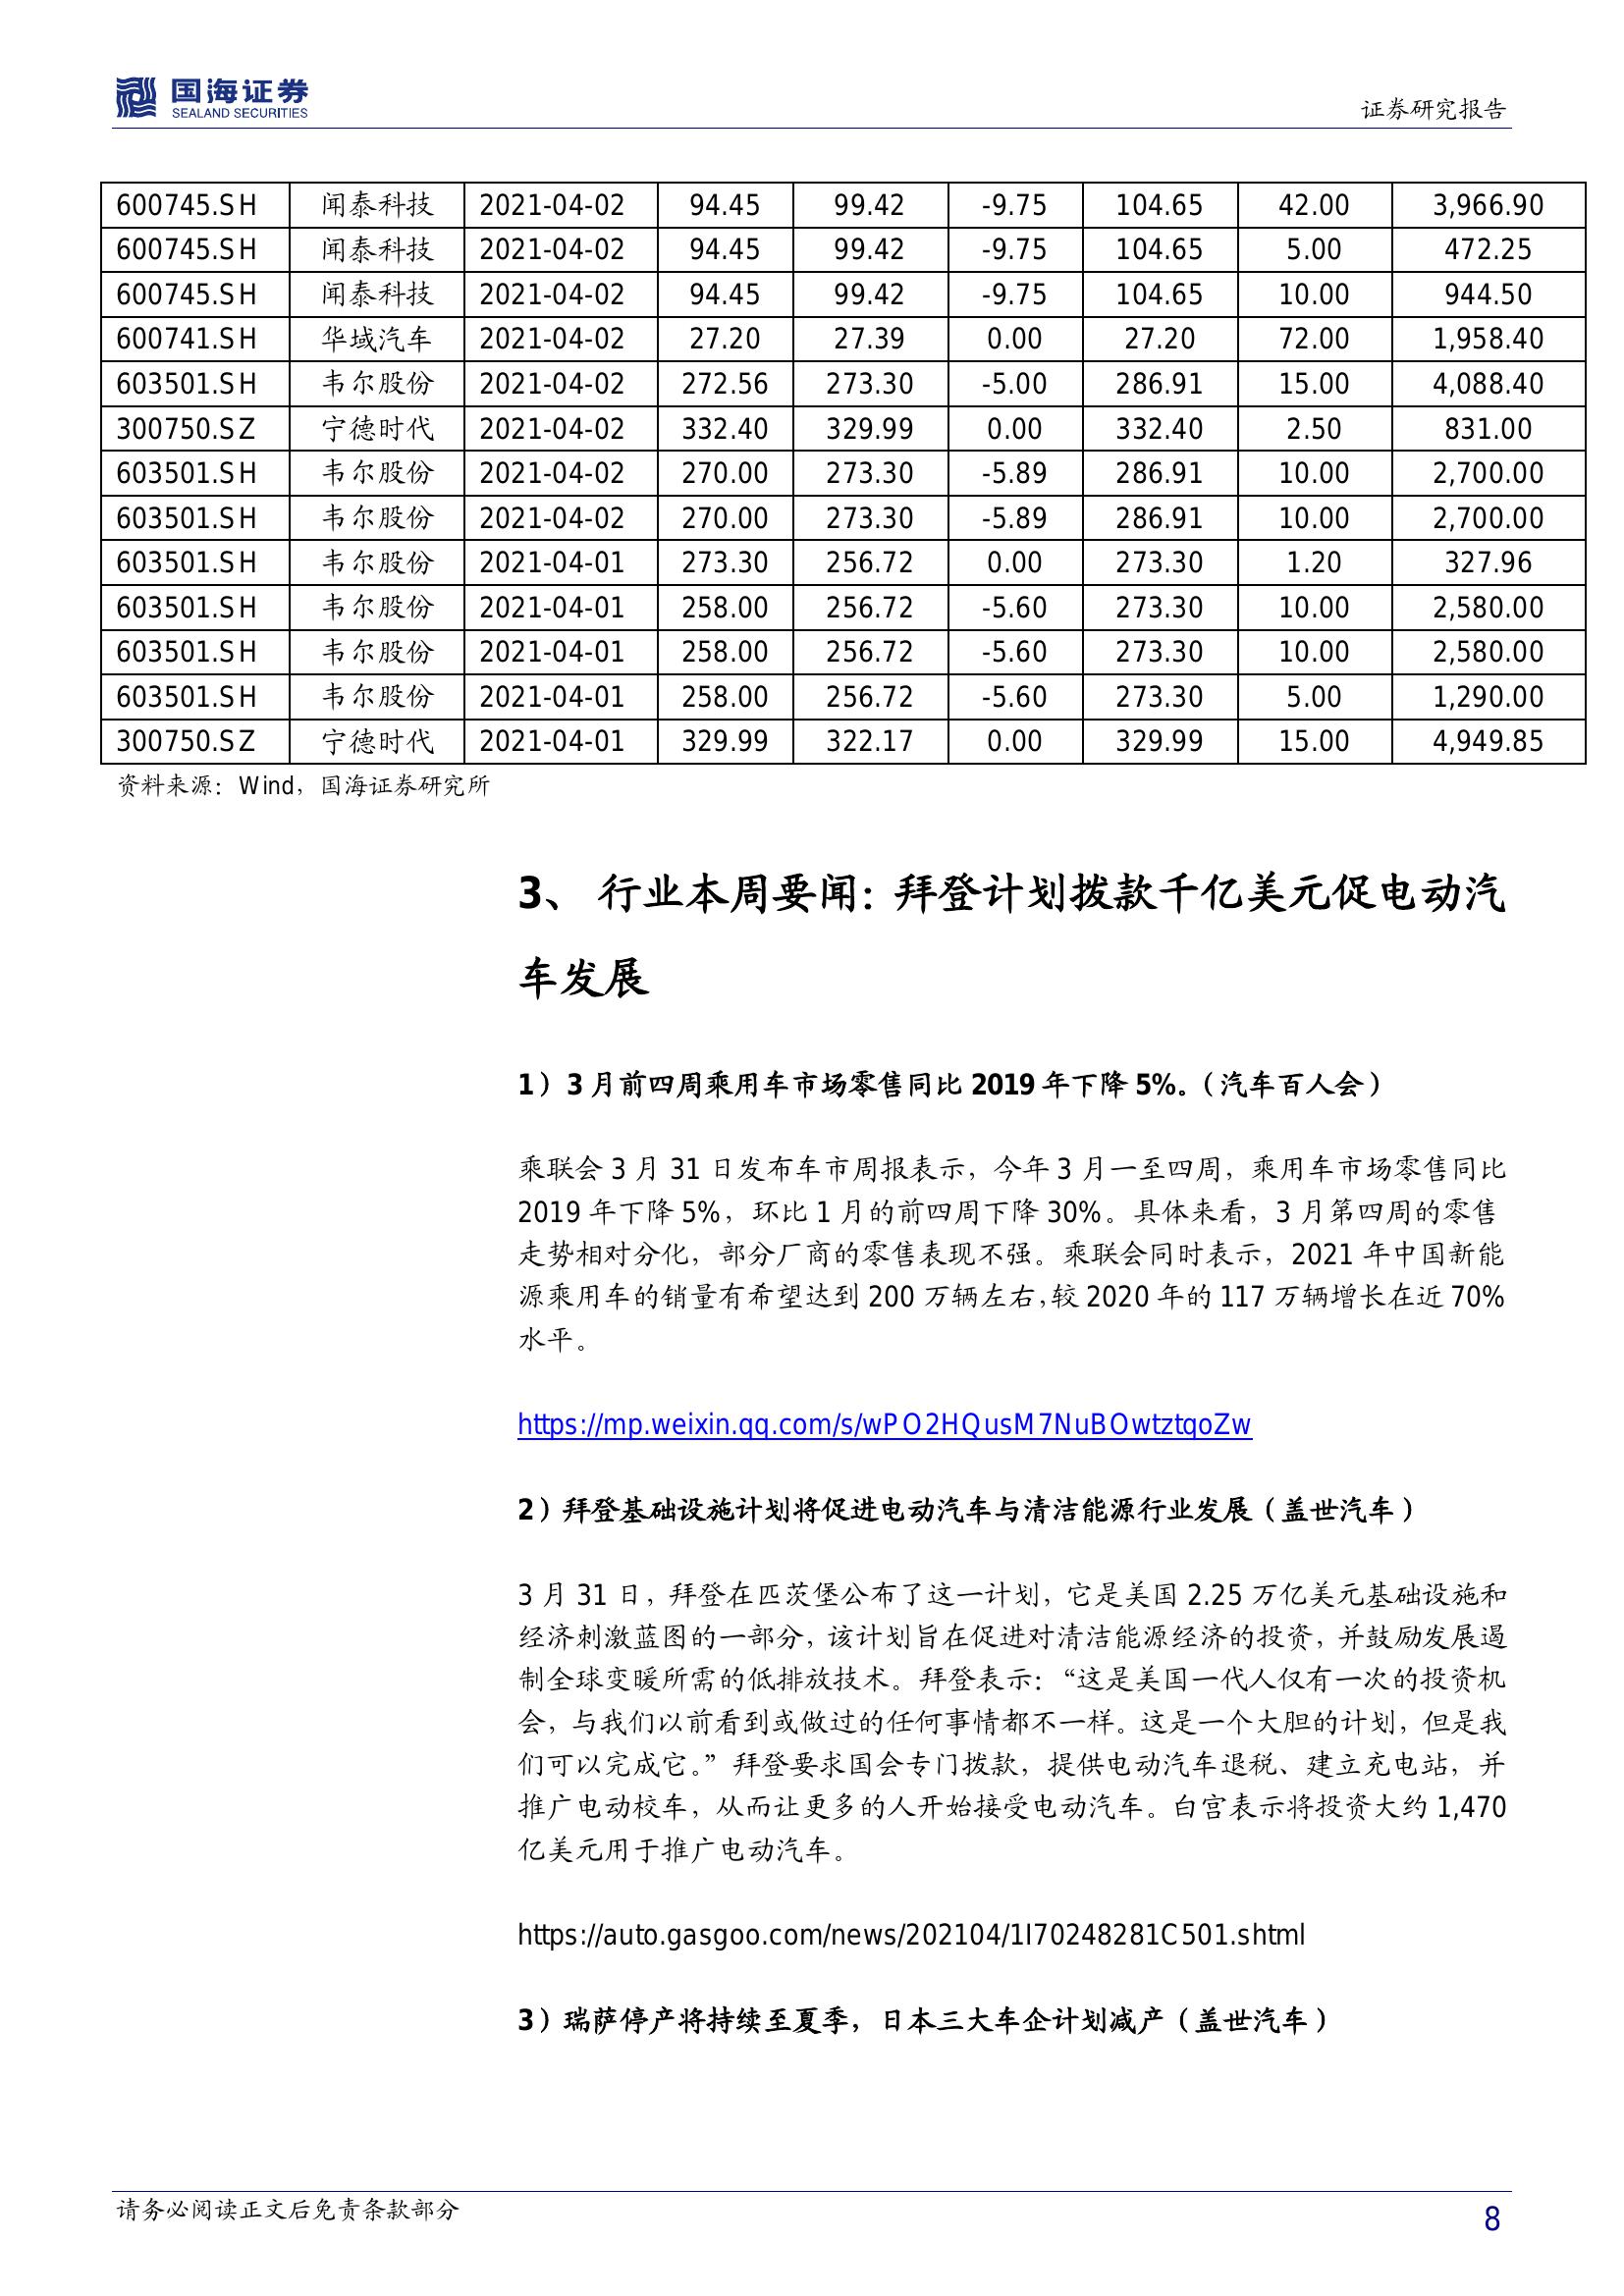 国海证券
SEALAND SECURITIES
证券研究报告
600745.SH 闻泰科技 2021-04-02 94.45 99.42 -9.75 104.65 42.00 3,966.90
600745.SH 闻泰科技 2021-04-02 94.45 99.42 -9.75 104.65 5.00 472.25
600745.SH 闻泰科技 2021-04-02 94.45 99.42 -9.75 104.65 10.00 944.50
600741.SH 华域汽车 2021-04-02 27.20 27.39 0.00 27.20 72.00 1,958.40
603501.SH 韦尔股份 2021-04-02 272.56 273.30 -5.00 286.91 15.00 4,088.40
300750.SZ 宁德时代 2021-04-02 332.40 329.99 0.00 332.40 2.50 831.00
603501.SH 韦尔股份 2021-04-02 270.00 273.30 -5.89 286.91 10.00 2,700.00
603501.SH 韦尔股份 2021-04-02 270.00 273.30 -5.89 286.91 10.00 2,700.00
603501.SH 韦尔股份 2021-04-01 273.30 256.72 0.00 273.30 1.20 327.96
603501.SH 韦尔股份 2021-04-01 258.00 256.72 -5.60 273.30 10.00 2,580.00
603501.SH 韦尔股份 2021-04-01 258.00 256.72 -5.60 273.30 10.00 2,580.00
603501.SH 韦尔股份 2021-04-01 258.00 256.72 -5.60 273.30 5.00 1,290.00
300750.SZ 宁德时代 2021-04-01 329.99 322.17 0.00 329.99 15.00 4,949.85
资料来源：Wind，国海证券研究所
3、 行业本周要闻：拜登计划拨款千亿美元促电动汽
车发展
1）3 月前四周乘用车市场零售同比 2019 年下降 5%。（汽车百人会）
乘联会 3 月 31 日发布车市周报表示，今年 3 月一至四周，乘用车市场零售同比
2019 年下降 5%，环比 1 月的前四周下降 30%。具体来看，3 月第四周的零售
走势相对分化，部分厂商的零售表现不强。乘联会同时表示，2021 年中国新能
源乘用车的销量有希望达到 200 万辆左右，较 2020 年的 117 万辆增长在近 70%
水平。
https://mp.weixin.qq.com/s/wPO2HQusM7NuBOwtztqoZw
2）拜登基础设施计划将促进电动汽车与清洁能源行业发展（盖世汽车）
3 月 31 日，拜登在匹茨堡公布了这一计划，它是美国 2.25 万亿美元基础设施和
经济刺激蓝图的一部分，该计划旨在促进对清洁能源经济的投资，并鼓励发展遏
制全球变暖所需的低排放技术。拜登表示：“这是美国一代人仅有一次的投资机
会，与我们以前看到或做过的任何事情都不一样。这是一个大胆的计划，但是我
们可以完成它。”拜登要求国会专门拨款，提供电动汽车退税、建立充电站，并
推广电动校车，从而让更多的人开始接受电动汽车。白宫表示将投资大约 1,470
亿美元用于推广电动汽车。
https://auto.gasgoo.com/news/202104/1I70248281C501.shtml
3）瑞萨停产将持续至夏季，日本三大车企计划减产（盖世汽车）
请务必阅读正文后免责条款部分
8